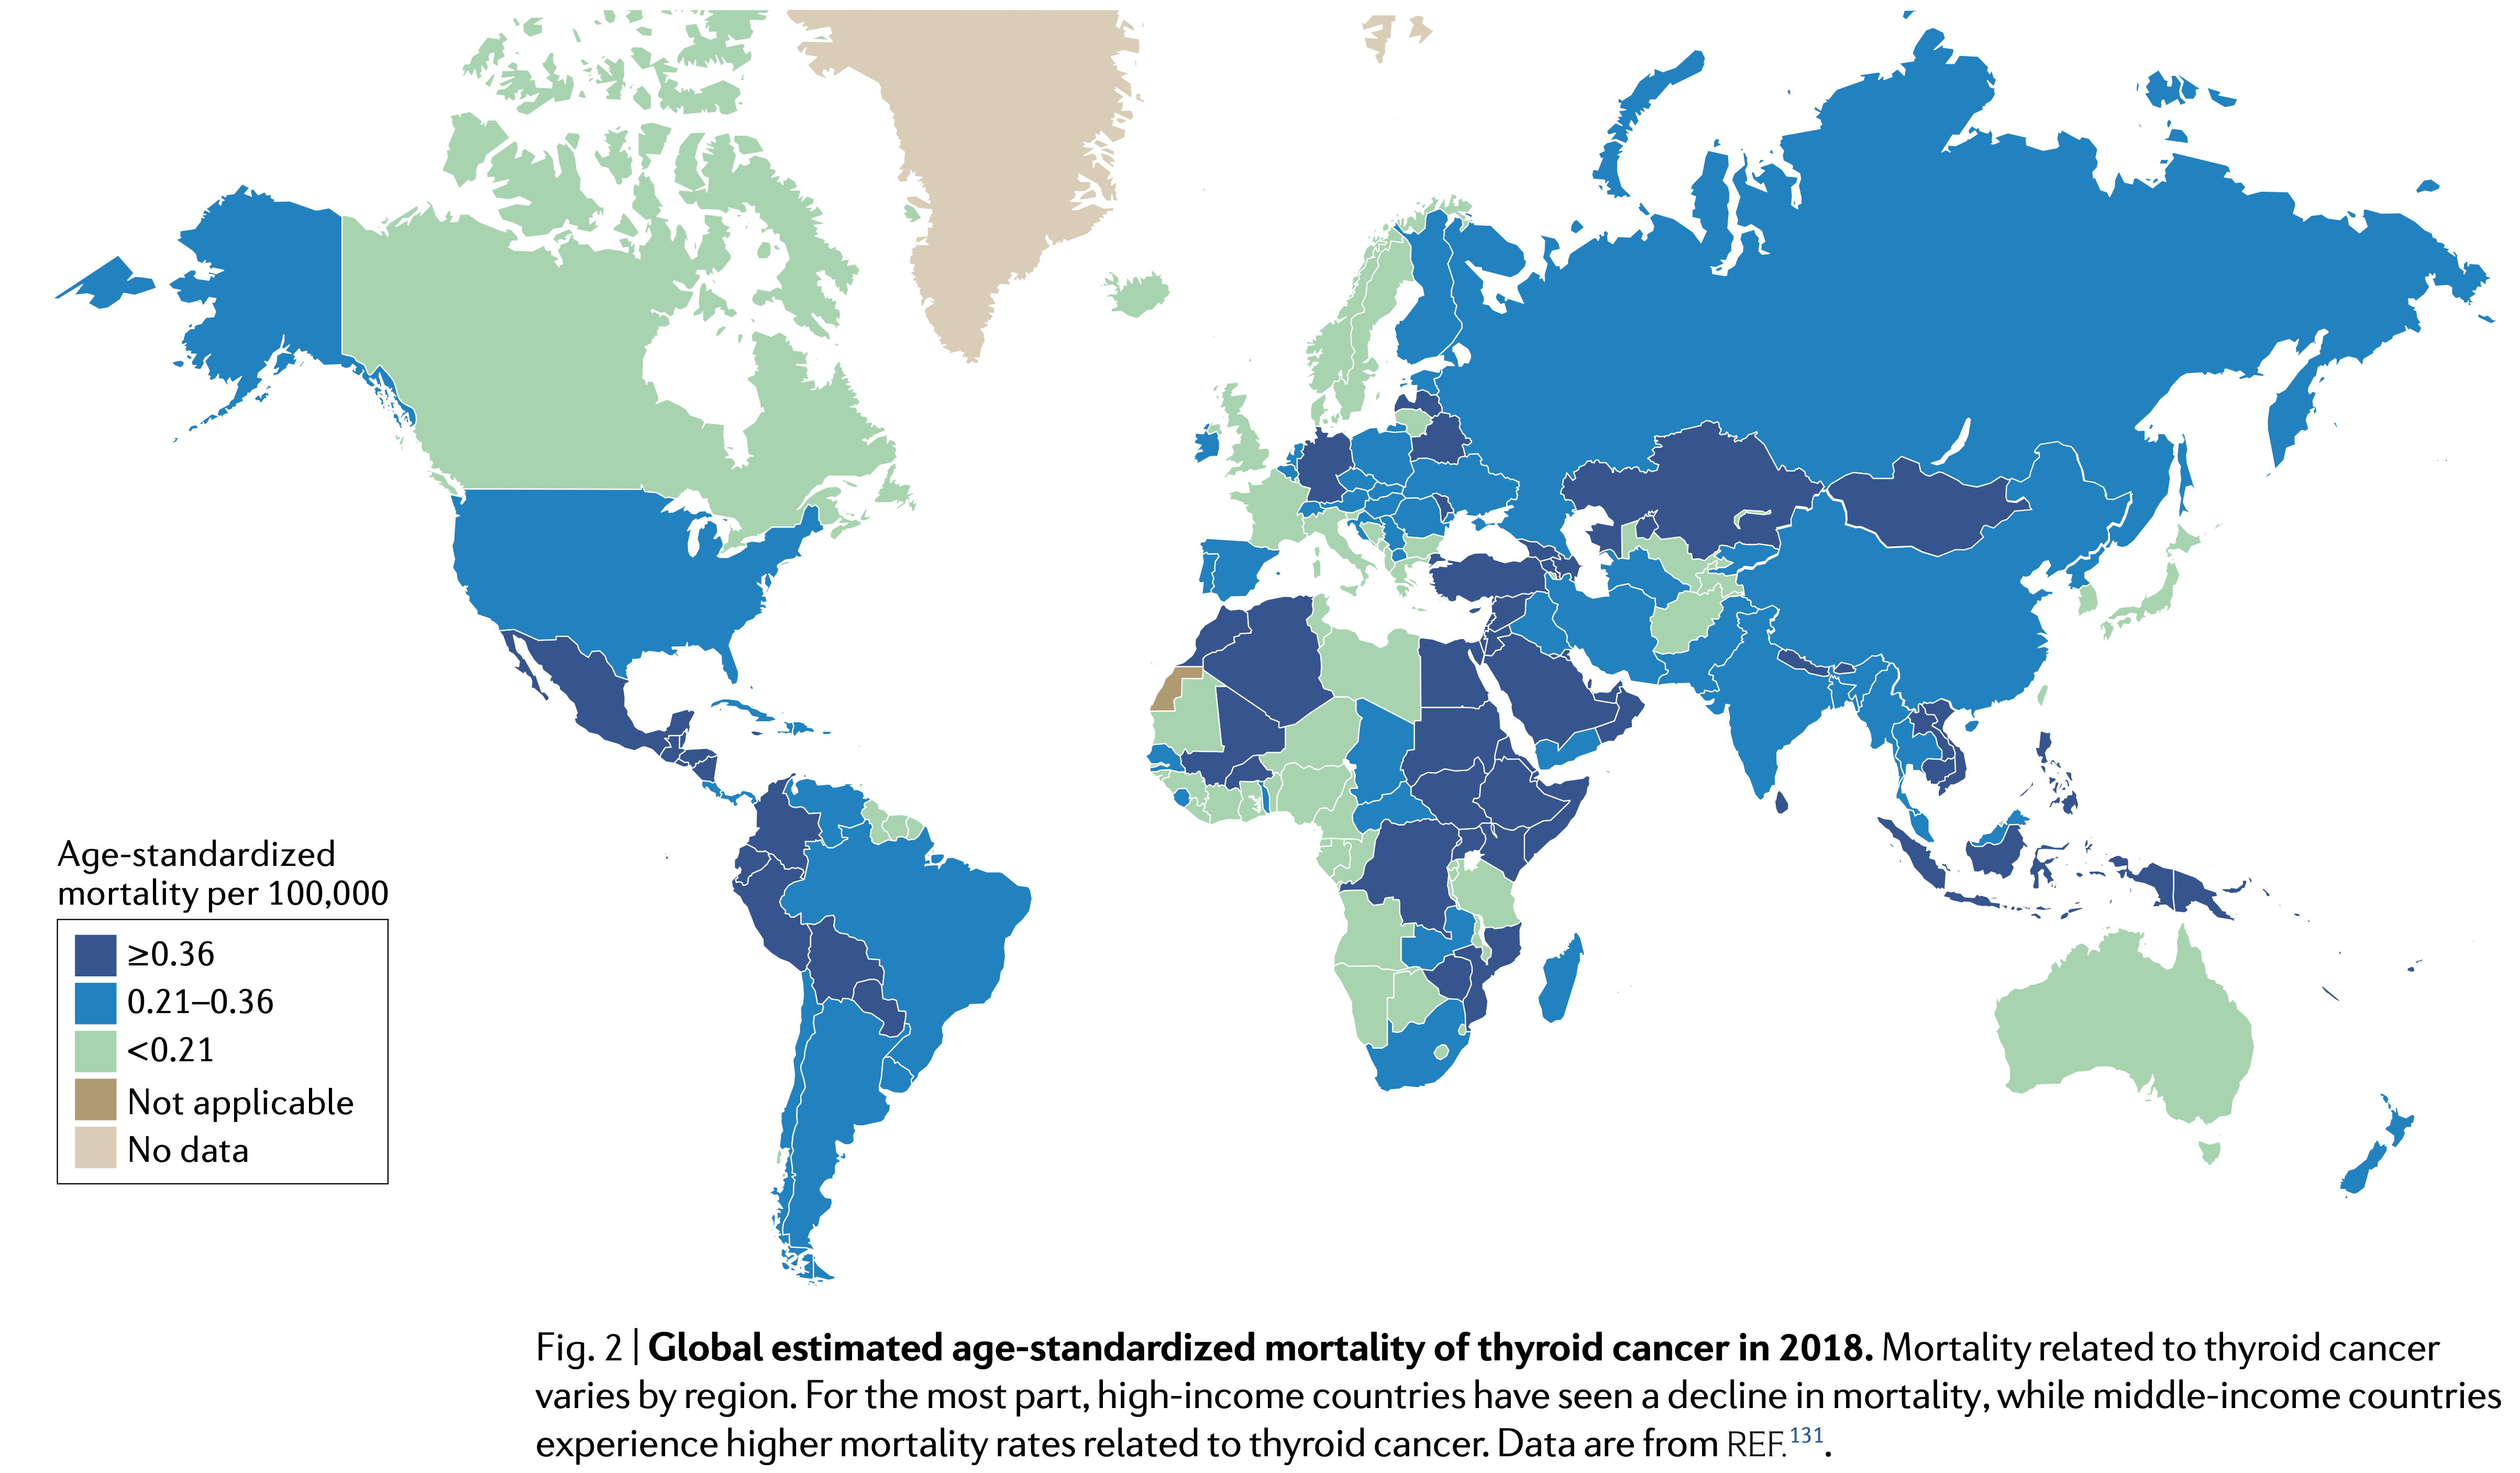 Age-standardized
mortality per 100,000
≥0.36
0.21–0.36
<0.21
Not applicable
No data
Fig. 2 | Global estimated age-standardized mortality of thyroid cancer in 2018. Mortality related to thyroid cancer
varies by region. For the most part, high-income countries have seen a decline in mortality, while middle-income countries
experience higher mortality rates related to thyroid cancer. Data are from REF.131.